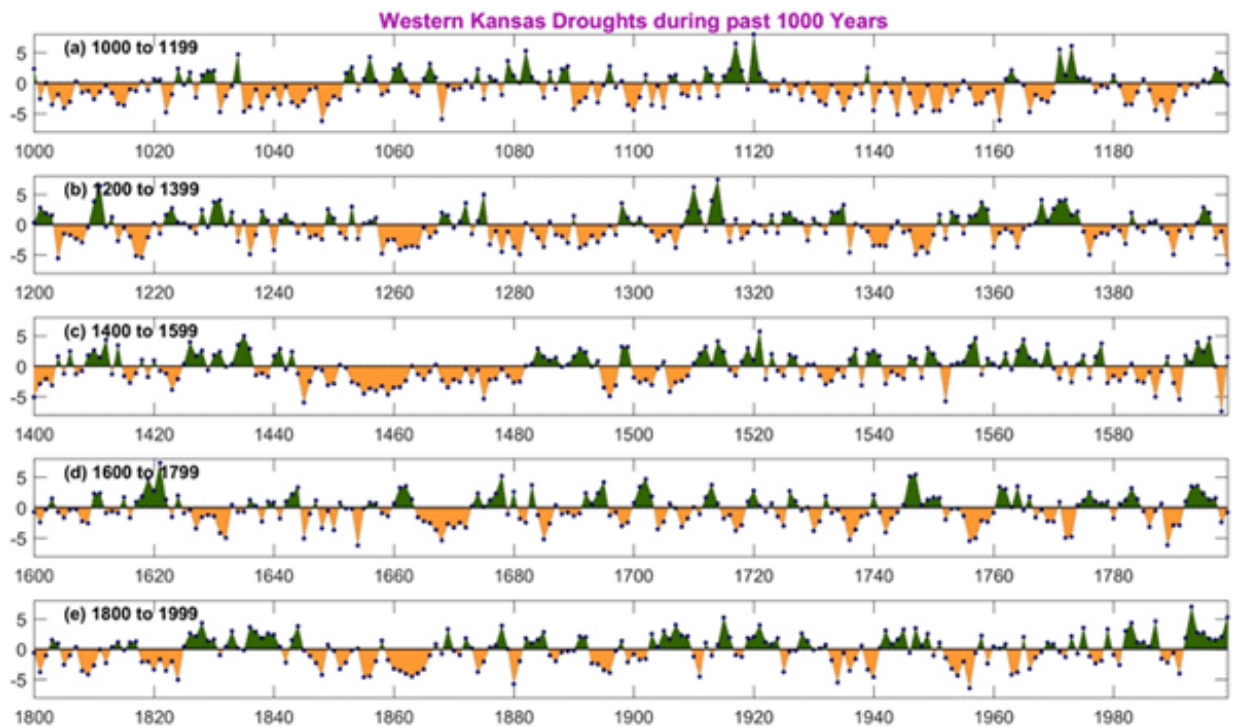 Western Kansas Droughts during past 1000 Years
(a) 1000 to 1199
5
0
-5
1000 1020 1040 1060 1080 1100 1120 1140 1160 1180
(b) 1200 to 1399
5
0
-5
1200 1220 1240 1260 1280 1300 1320 1340 1360 1380
(c) 1400 to 1599
5
0
-5
1400 1420 1440 1460 1480 1500 1520 1540 1560 1580
(d) 1600 to 1799
5
0
-5
1600 1620 1640 1660 1680 1700 1720 1740 1760 1780
(e) 1800 to 1999
5
0
-5
1800 1820 1840 1860 1880 1900 1920 1940 1960 1980